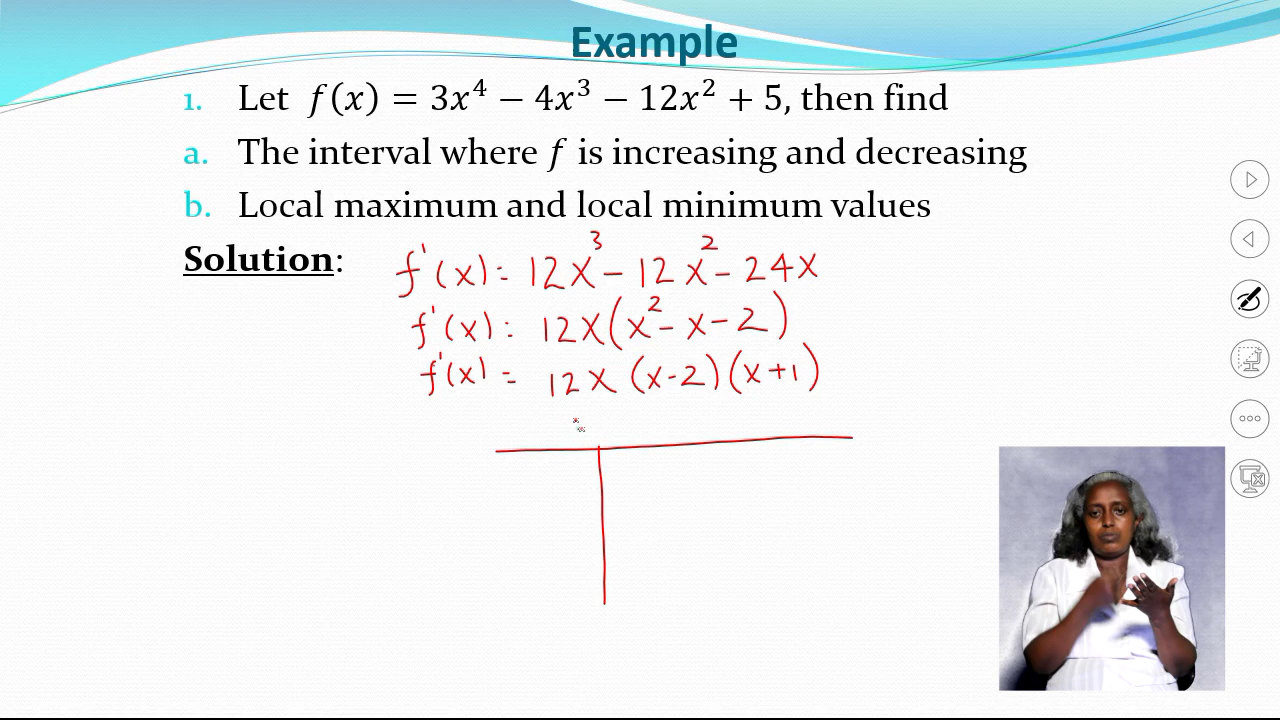 Example
1. Let f(x) = 3x⁴ − 4x³ − 12x² + 5, then find
a. The interval where f is increasing and decreasing
b. Local maximum and local minimum values
Solution: f'(x) = 12x³ − 12x² − 24x
f'(x) = 12x(x² − x − 2)
f'(x) = 12x (x-2)(x+1)